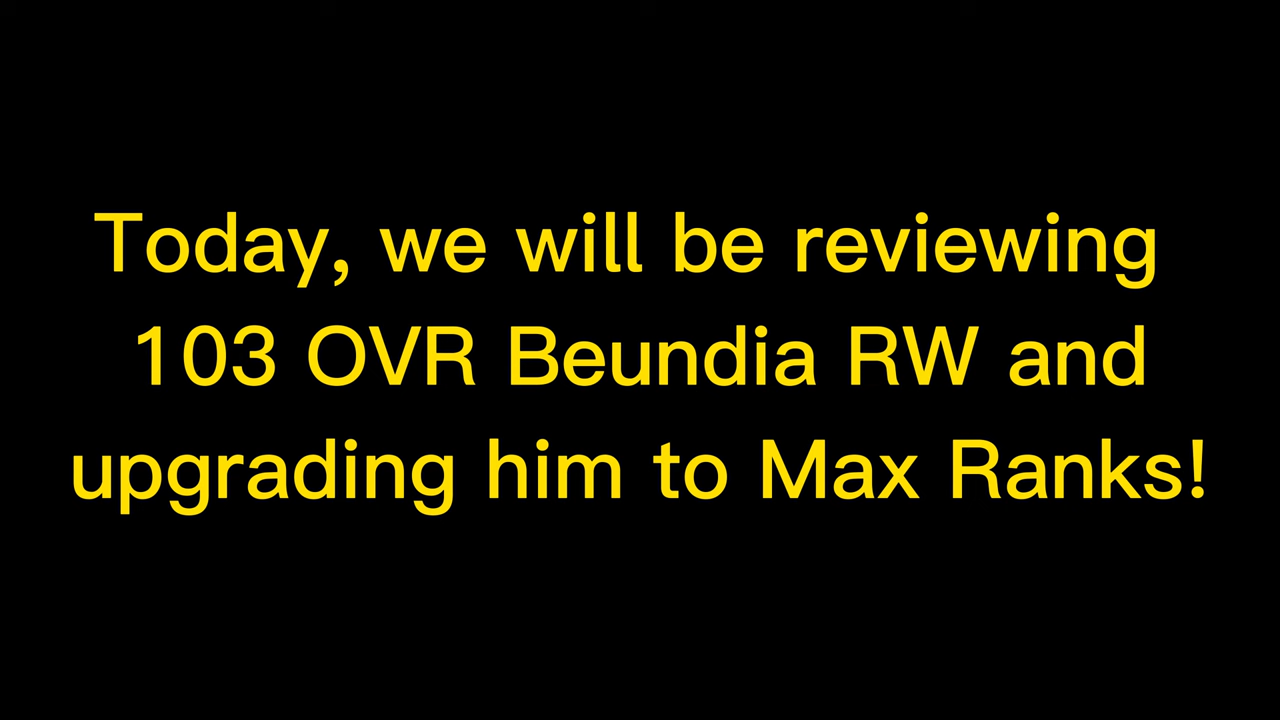 Today, we will be reviewing
103 OVR Beundia RW and
upgrading him to Max Ranks!